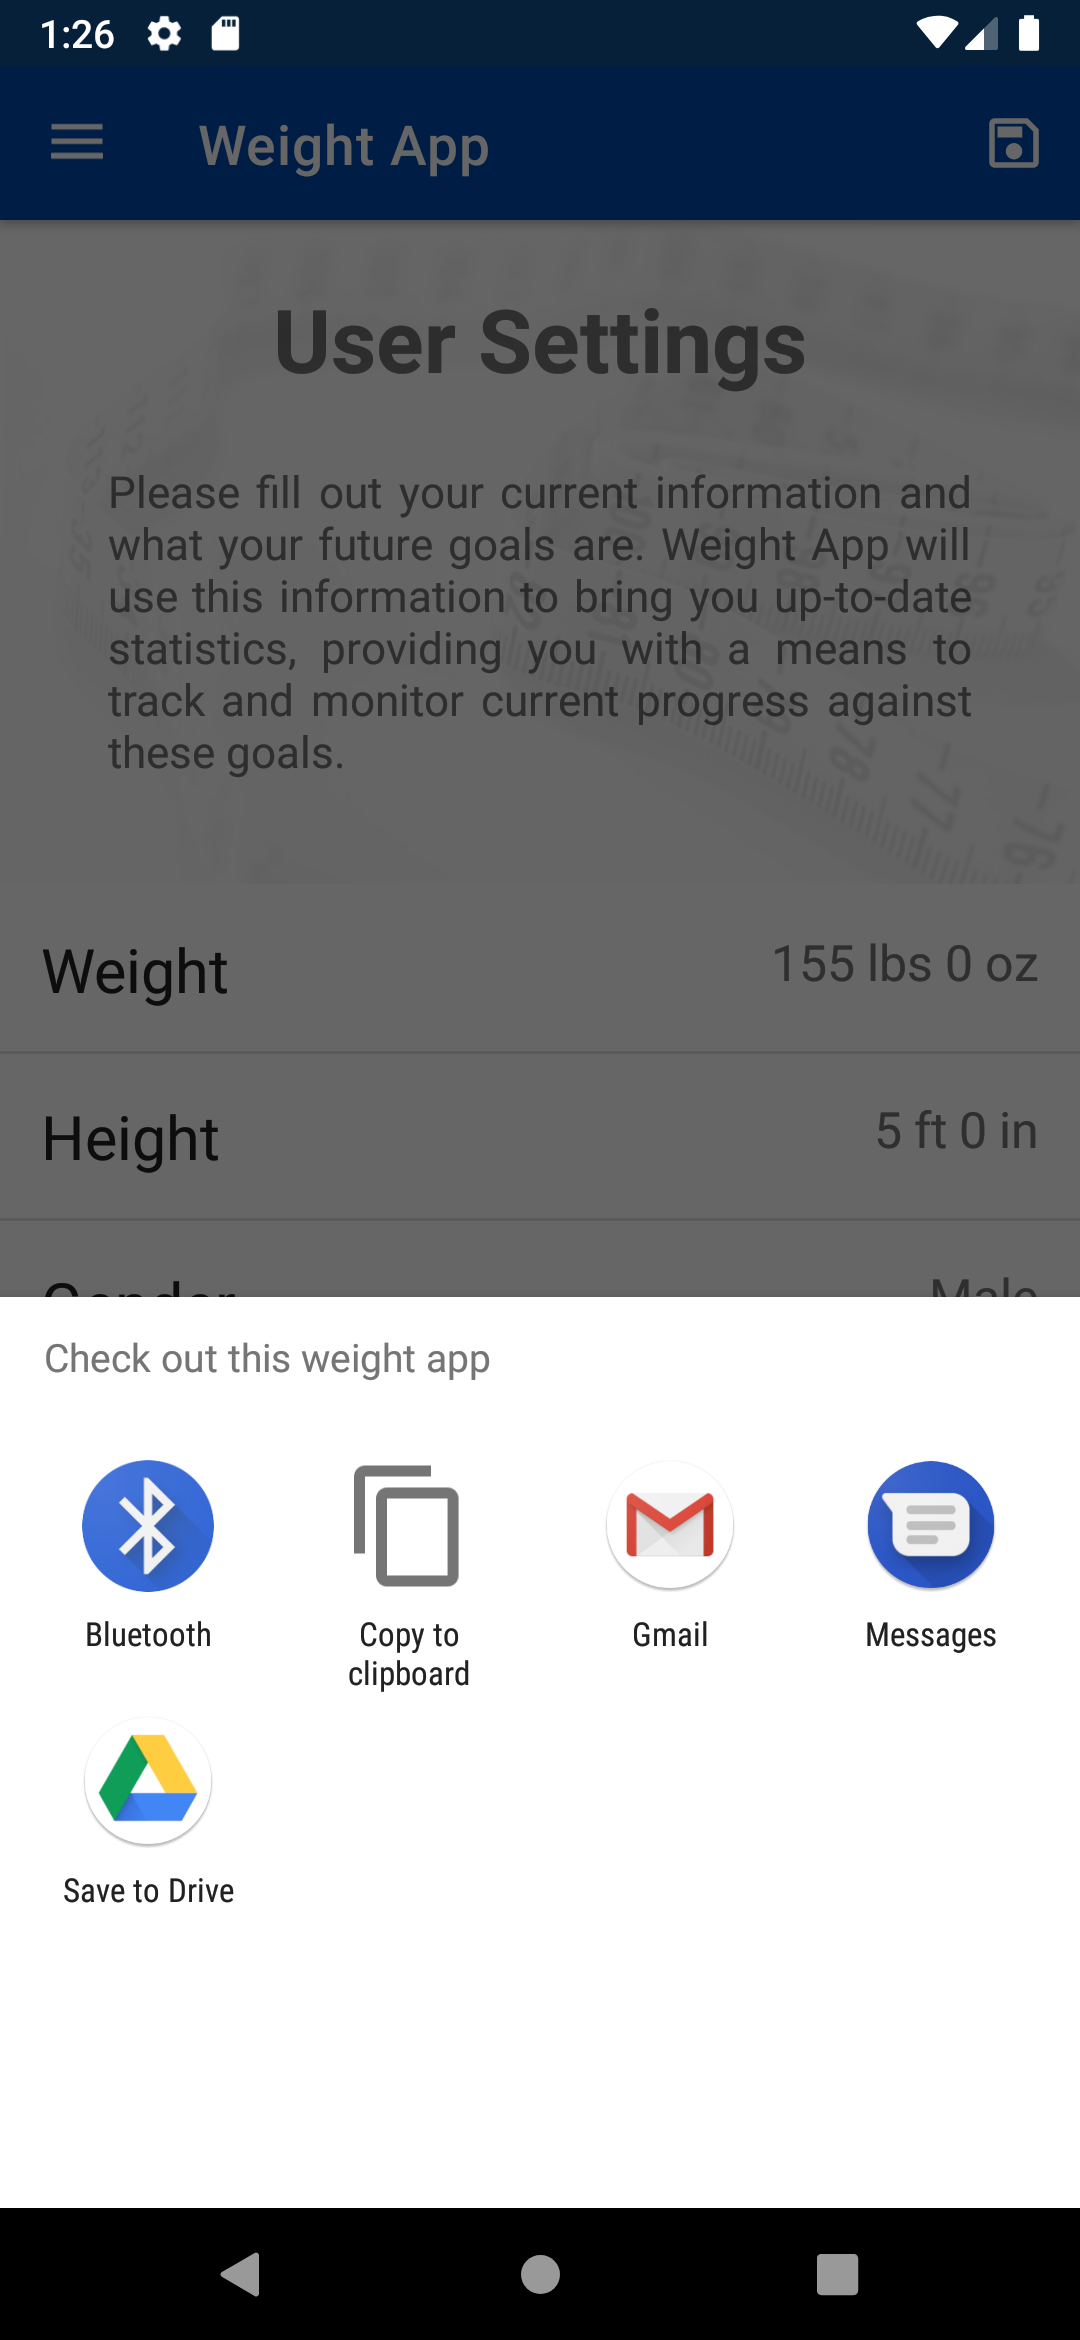 1:26
Weight App
User Settings
Please fill out your current information and
what your future goals are. Weight App will
use this information to bring you up-to-date
statistics, providing you with a means to
track and monitor current progress against
these goals.
Weight 155 lbs 0 oz
Height 5 ft 0 in
Gender Male
Check out this weight app
Bluetooth
Copy to
clipboard
Gmail
Messages
Save to Drive